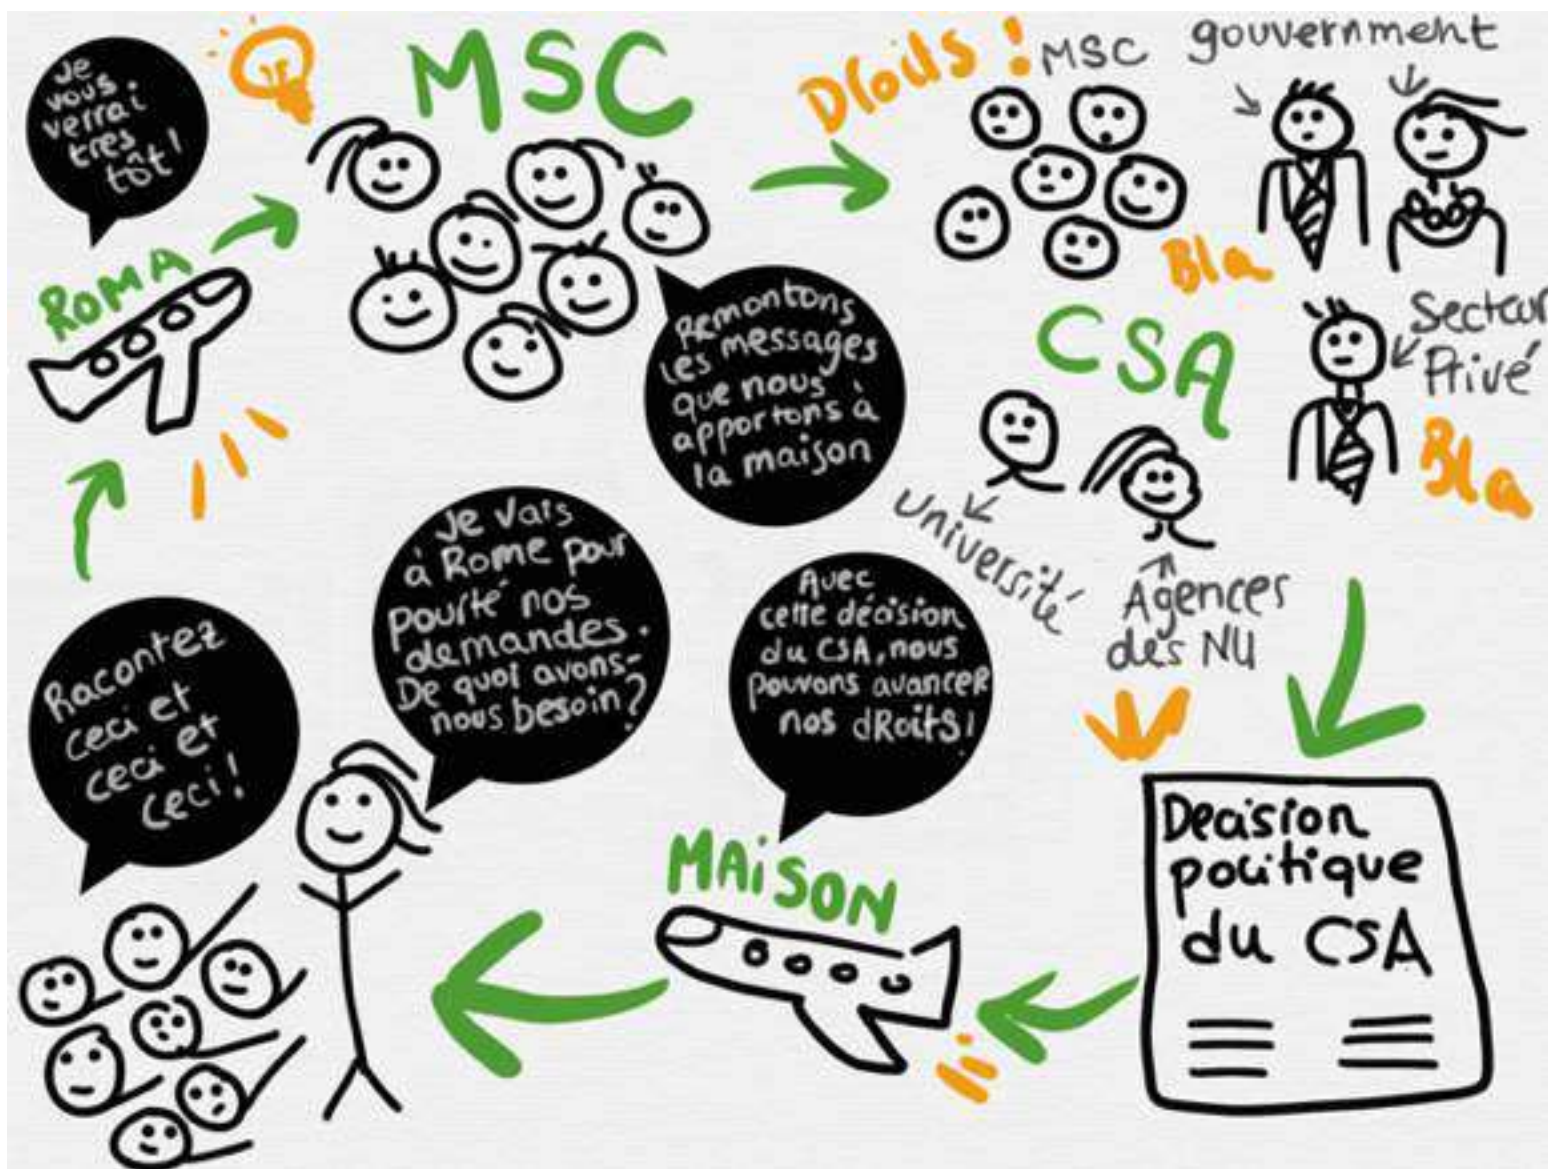 Je
vous.
verrai
tres
tôt!
ROMA
MSC
Remontons
les messages
que nous
apportons à
la maison
Droits!
MSC
gouvernment
Bla
CSA
Secteur
Privé
Bla
Université
Agences
des NU
Decision
politique
du CSA
Avec
cette décision
du CSA, nous
pouvons avancer
nos dRoits!
MAiSON
Je vais
à Rome pour
pourté nos
demandes.
De quoi avons-
nous besoin?
Racontez
ceci et
ceci et
ceci!